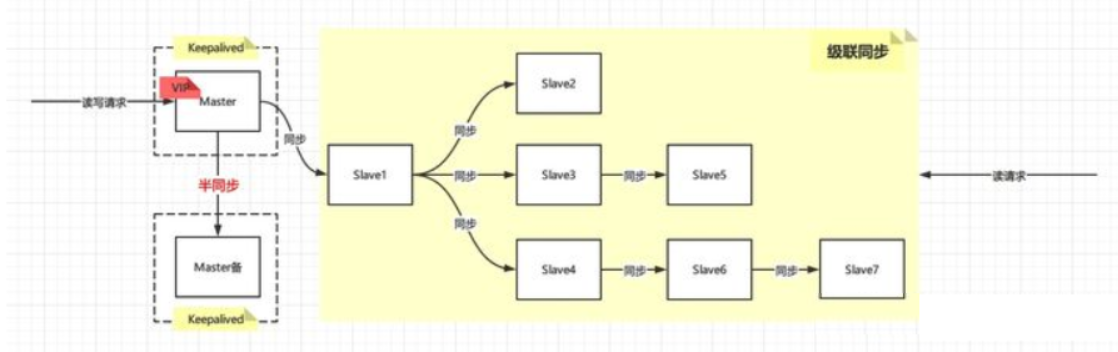 Keepalived
级联同步
VIP
Master
读写请求
同步
Slave2
同步
Slave1
同步
Slave3
同步
Slave5
读请求
半同步
同步
Master备
Slave4
同步
Slave6
同步
Slave7
Keepalived